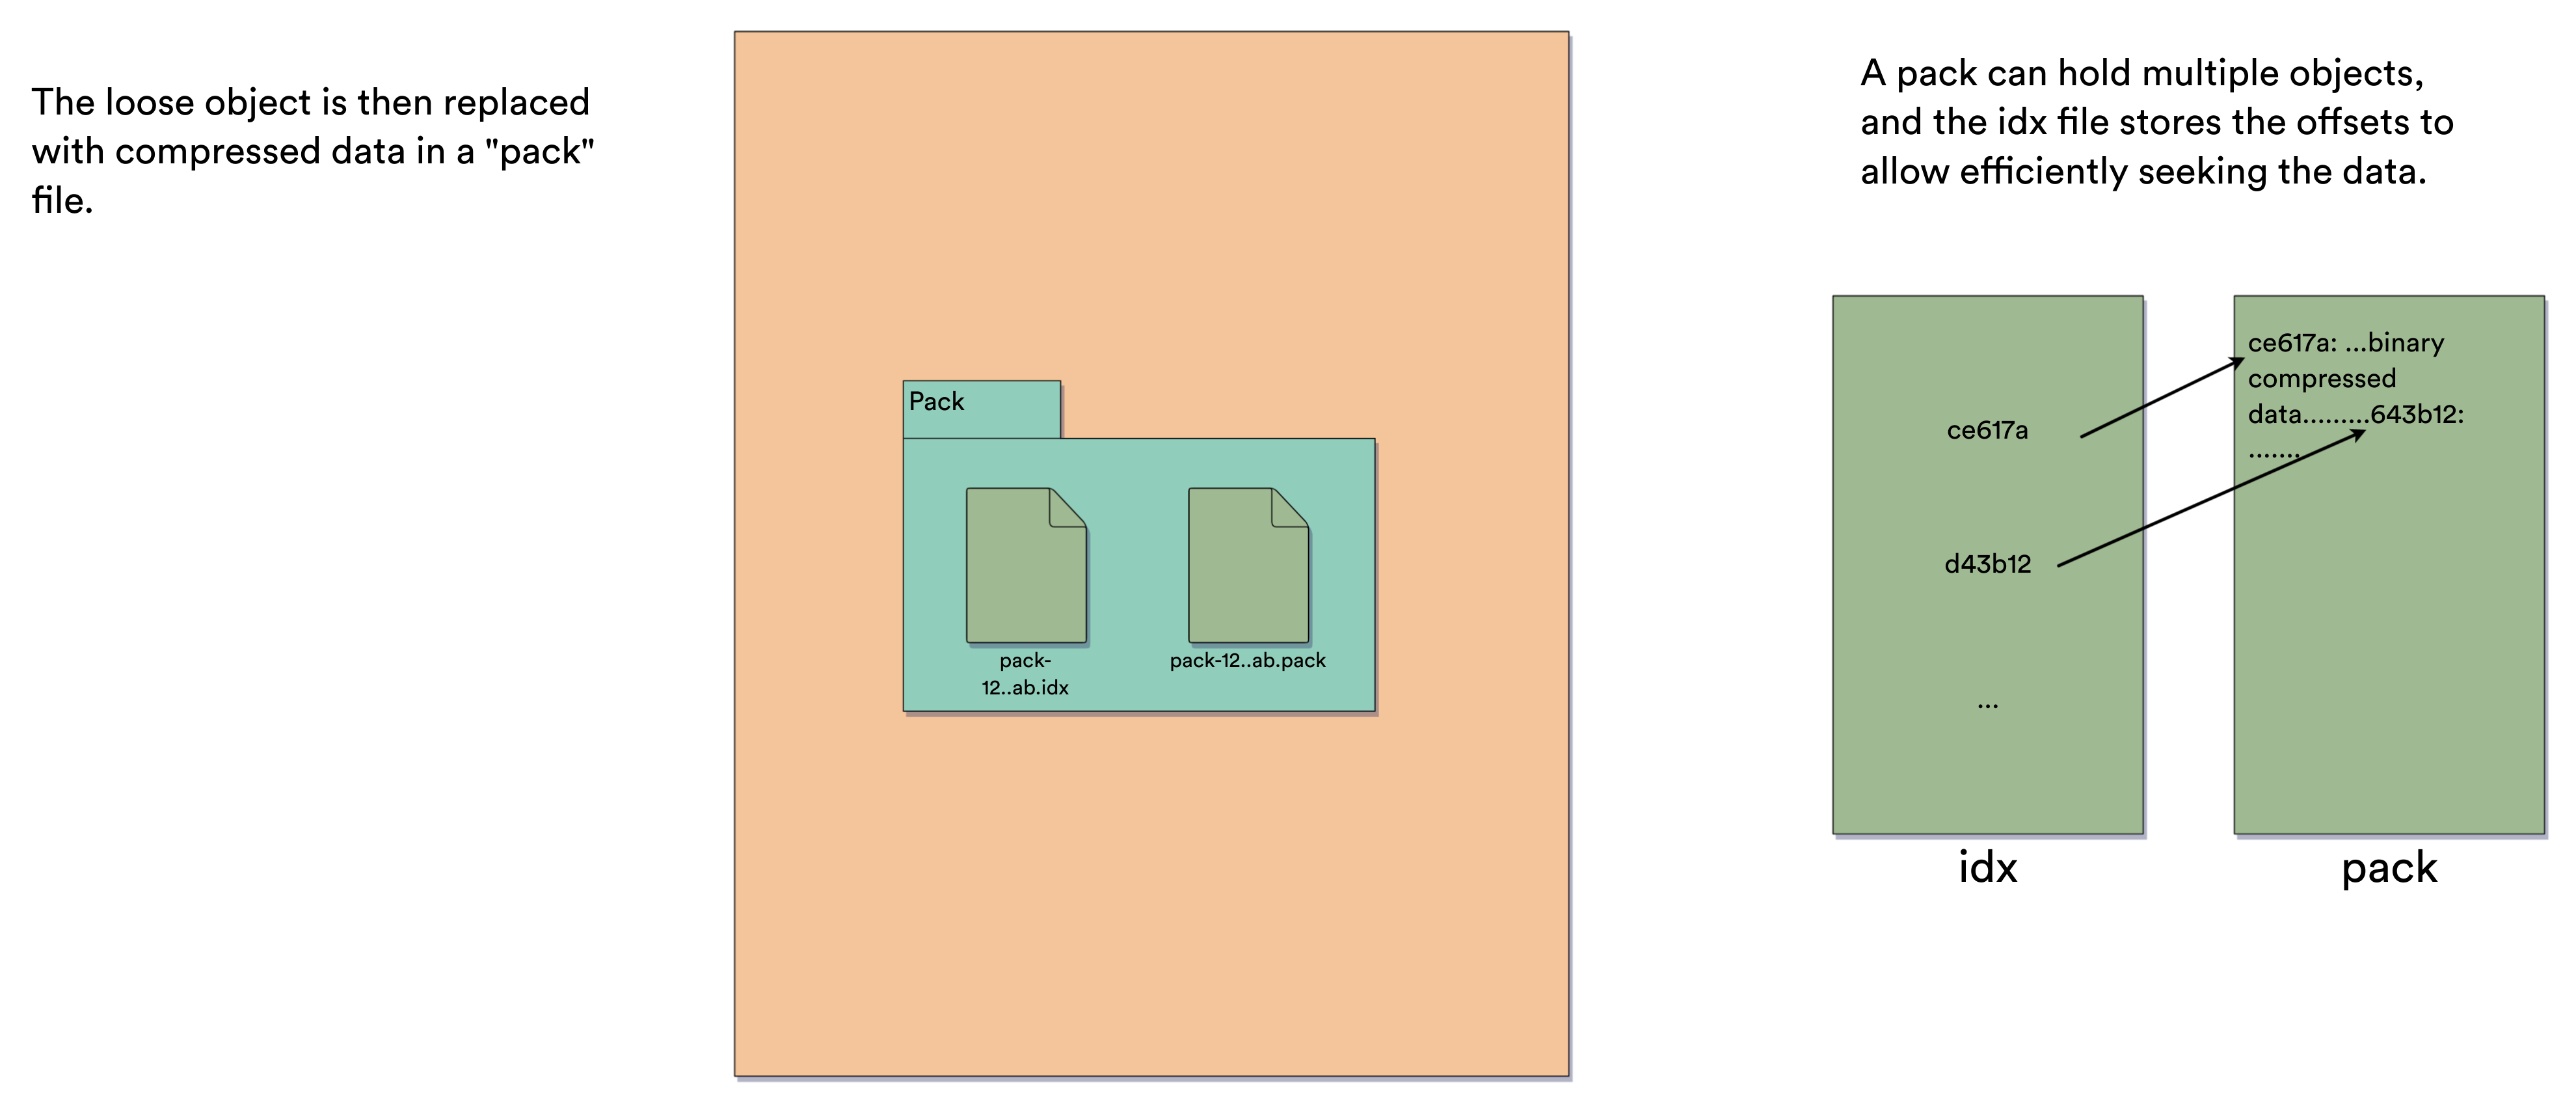 The loose object is then replaced
with compressed data in a "pack"
file.
Pack
pack-
12..ab.idx
pack-12..ab.pack
A pack can hold multiple objects,
and the idx file stores the offsets to
allow efficiently seeking the data.
ce617a
d43b12
...
idx
ce617a: ...binary
compressed
data.........643b12:
.......
pack